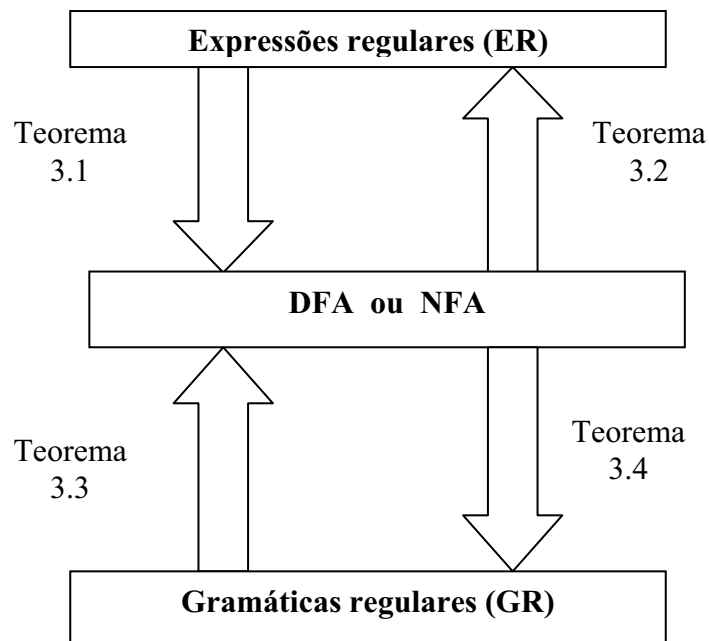 Expressões regulares (ER)
Teorema
3.1
Teorema
3.2
DFA ou NFA
Teorema
3.3
Teorema
3.4
Gramáticas regulares (GR)